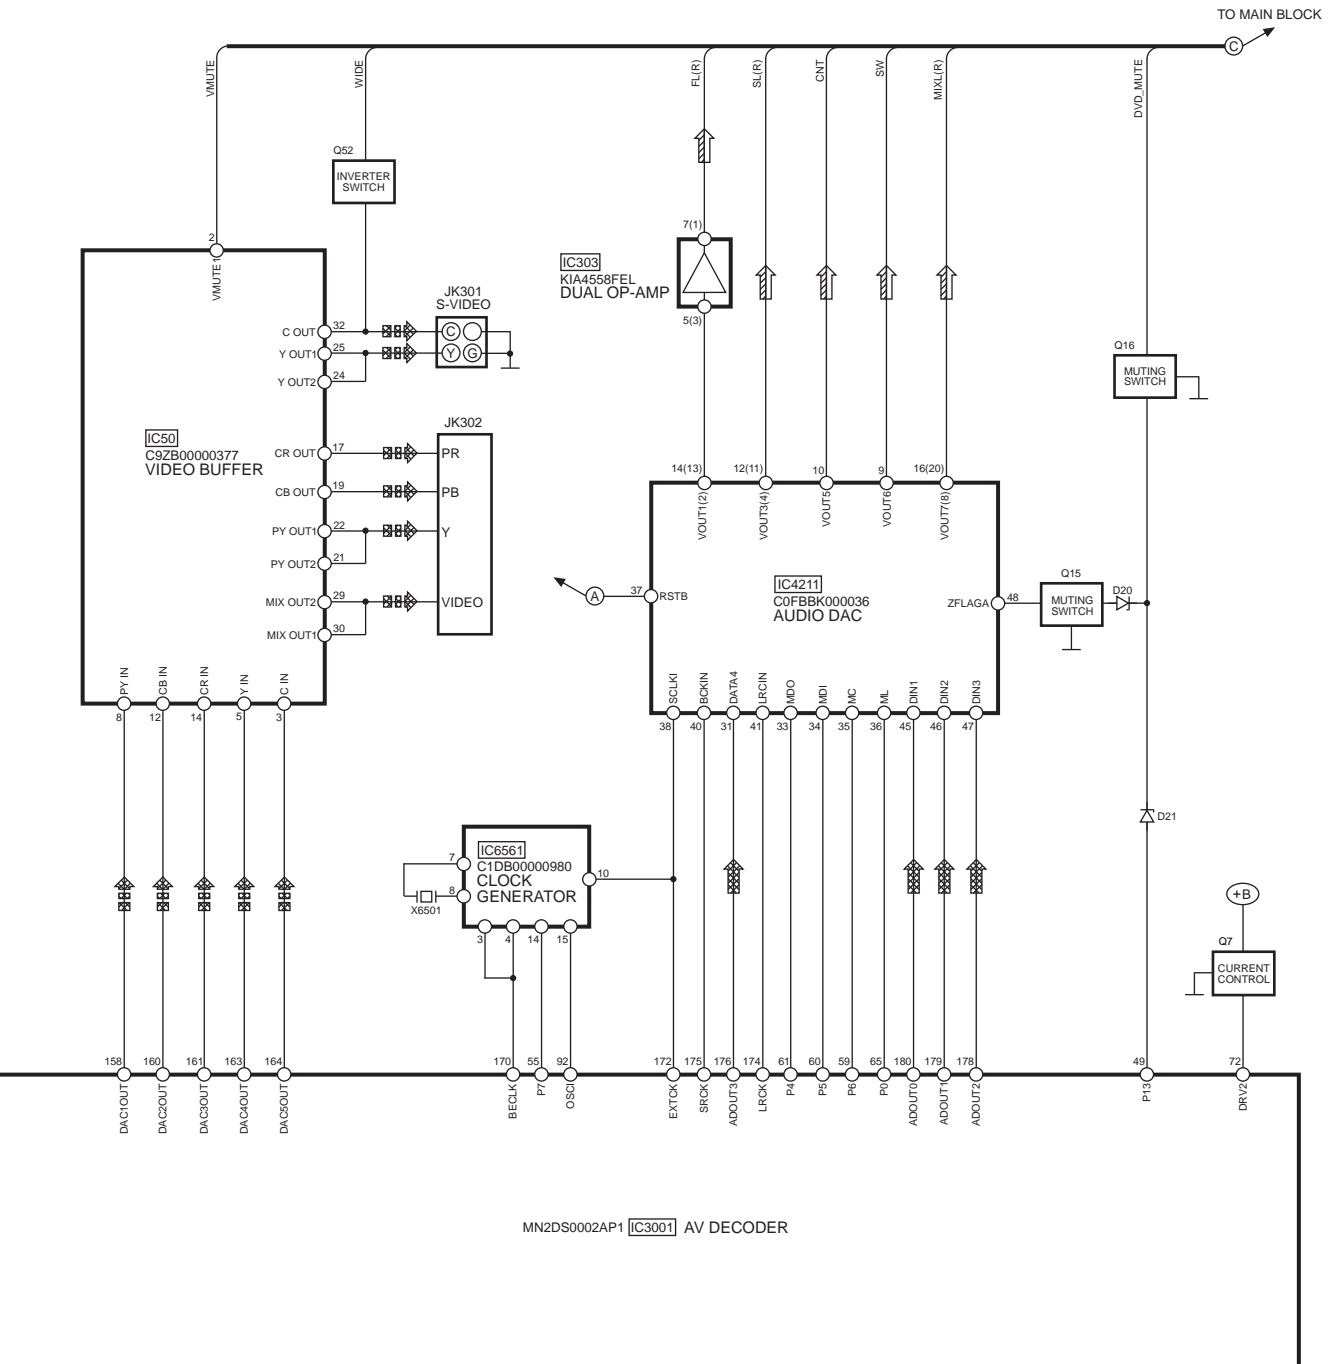 TO MAIN BLOCK
C
VMUTE
WIDE
FL(R)
SL(R)
CNT
SW
MIXL(R)
DVD_MUTE
Q52
INVERTER
SWITCH
2
VMUTE1
7(1)
IC303
KIA4558FEL
DUAL OP-AMP
5(3)
JK301
S-VIDEO
C
Y
G
C OUT
32
Y OUT1
25
Y OUT2
24
Q16
MUTING
SWITCH
IC50
C9ZB00000377
VIDEO BUFFER
JK302
CR OUT
17
PR
CB OUT
19
PB
PY OUT1
22
Y
PY OUT2
21
MIX OUT2
29
VIDEO
MIX OUT1
30
14(13)
12(11)
10
9
16(20)
VOUT1(2)
VOUT3(4)
VOUT5
VOUT6
VOUT7(8)
A
37
RSTB
IC4211
C0FBBK000036
AUDIO DAC
ZFLAGA
48
Q15
MUTING
SWITCH
D20
PY IN
CB IN
CR IN
Y IN
C IN
8
12
14
5
3
SCLKI
BCKIN
DATA4
LRCIN
MDO
MDI
MC
ML
DIN1
DIN2
DIN3
38
40
31
41
33
34
35
36
45
46
47
D21
IC6561
C1DB00000980
CLOCK
GENERATOR
7
8
X6501
10
3
4
14
15
+B
Q7
CURRENT
CONTROL
158
160
161
163
164
170
55
92
172
175
176
174
61
60
59
65
180
179
178
49
72
DAC1OUT
DAC2OUT
DAC3OUT
DAC4OUT
DAC5OUT
BECLK
P7
OSCI
EXTCK
SRCK
ADOUT3
LRCK
P4
P5
P6
P0
ADOUT0
ADOUT1
ADOUT2
P13
DRV2
MN2DS0002AP1 IC3001 AV DECODER